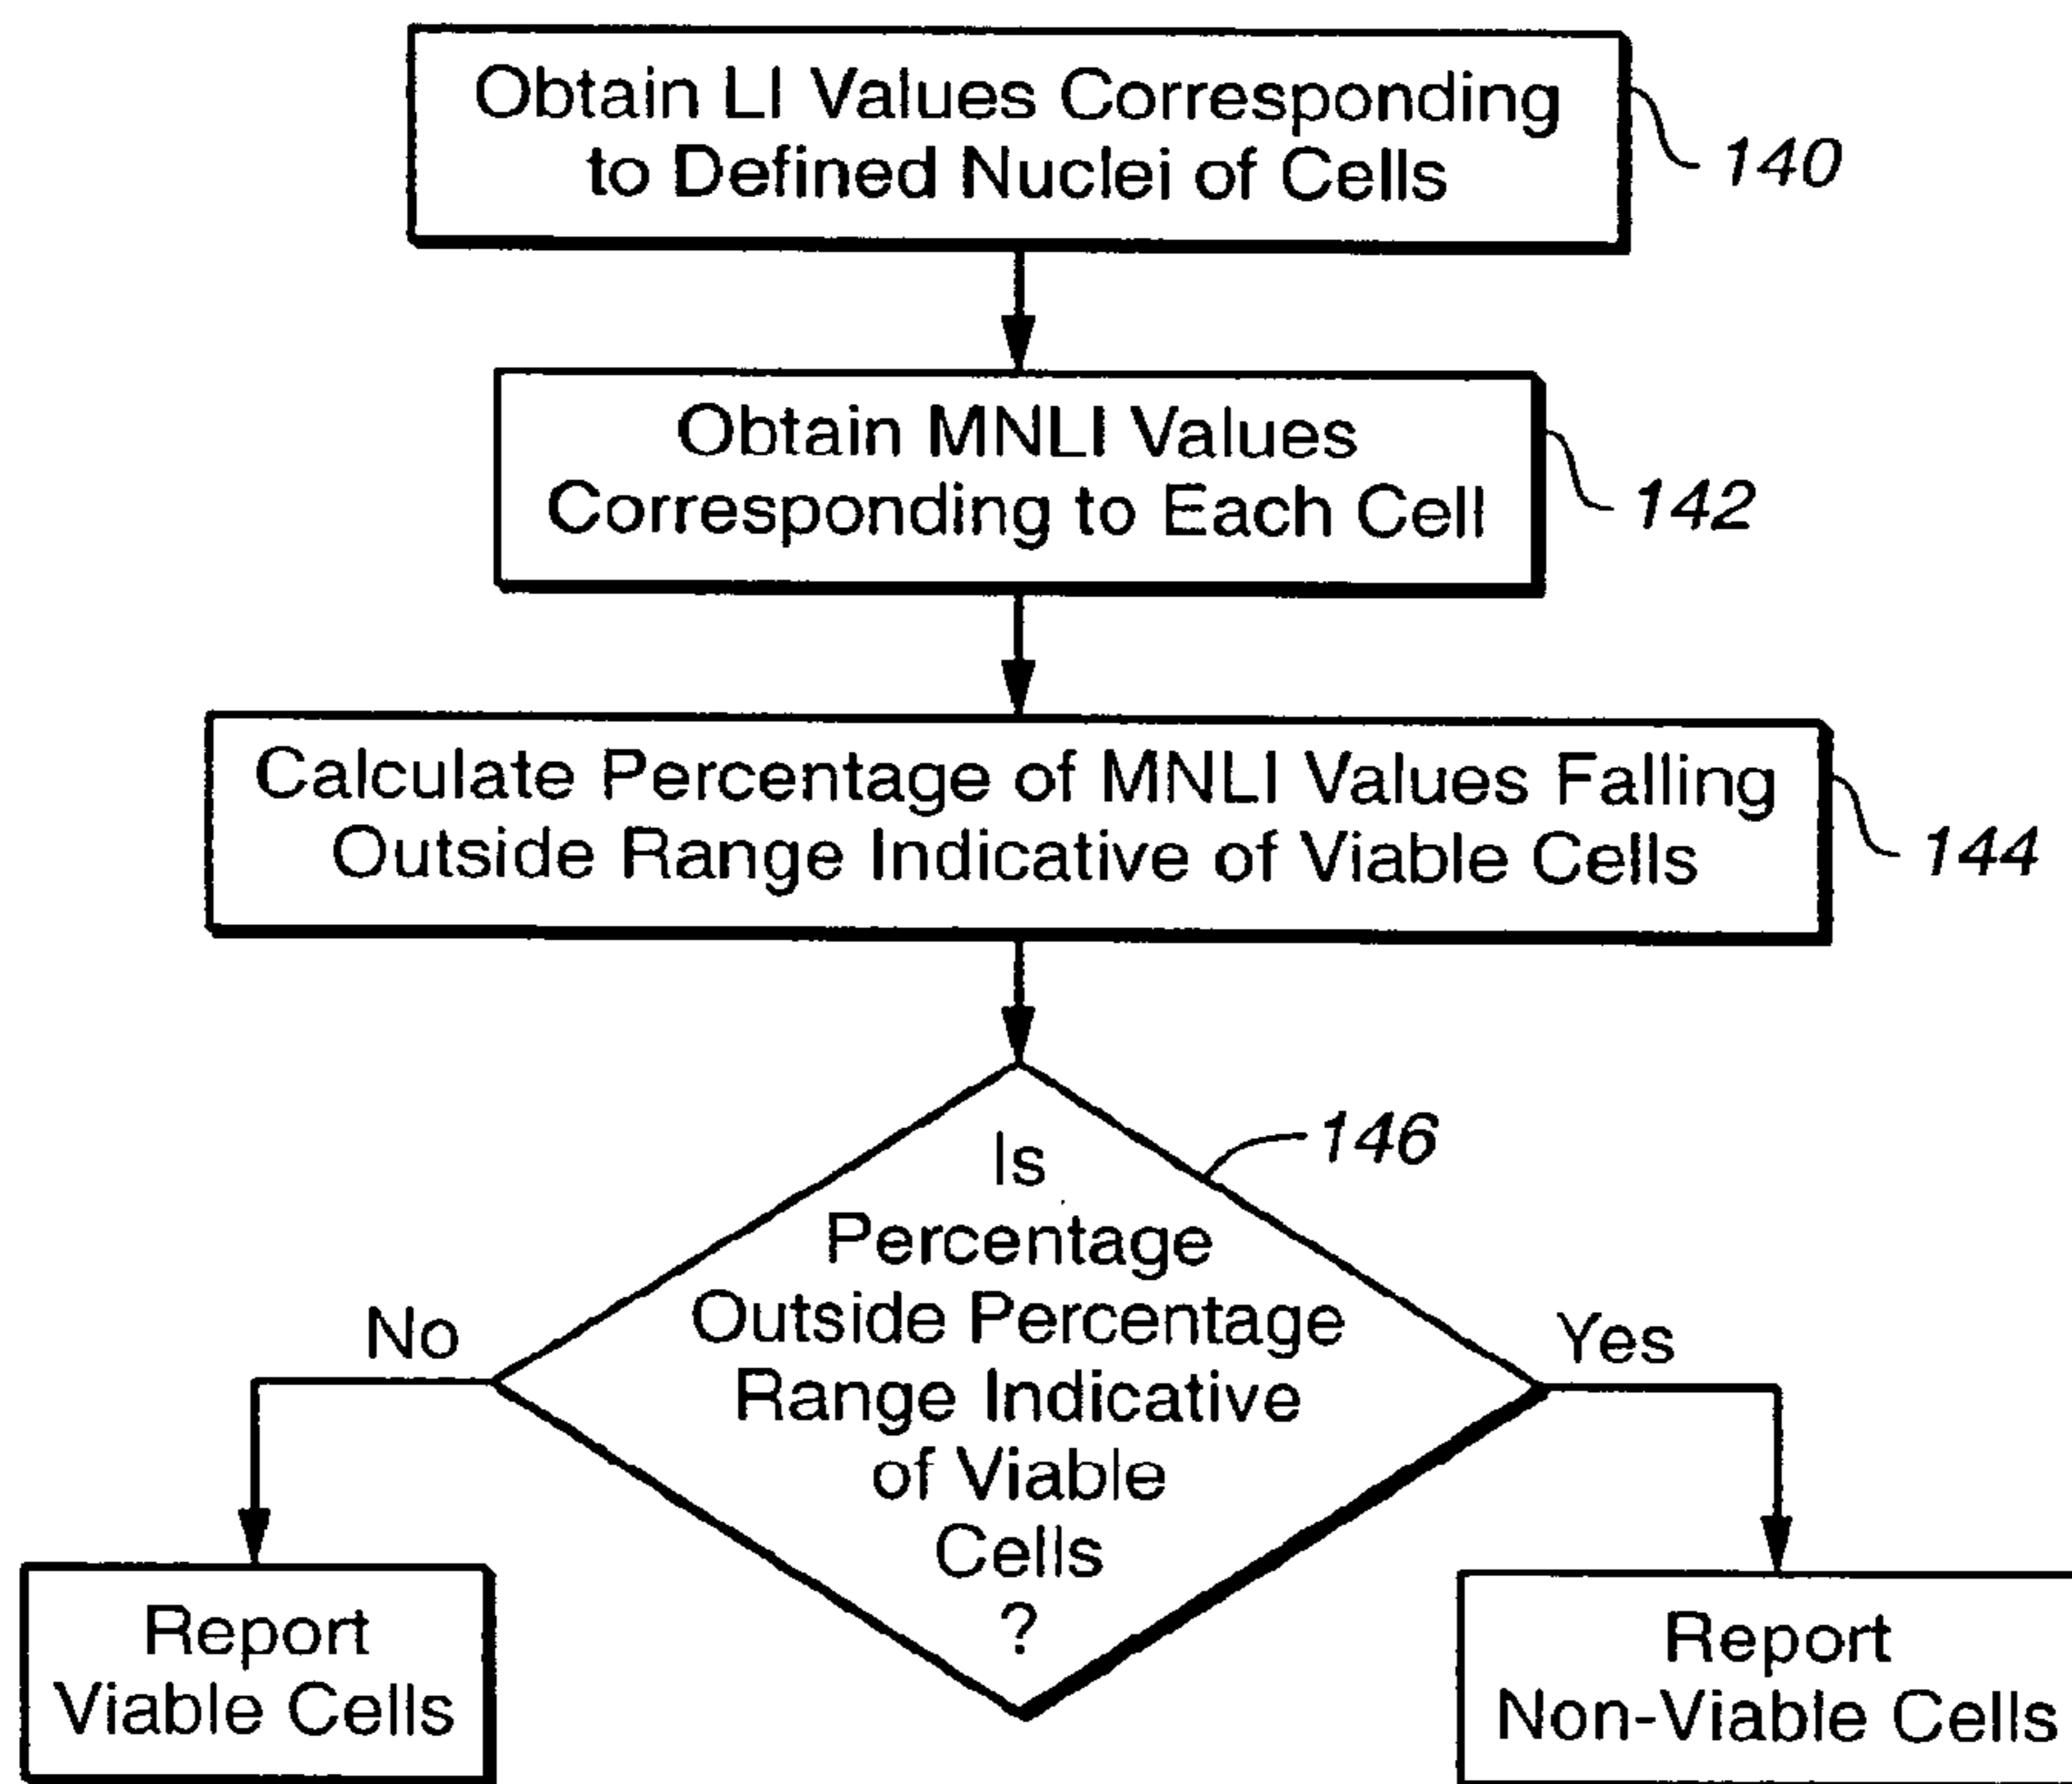 Obtain LI Values Corresponding
to Defined Nuclei of Cells
140
Obtain MNLI Values
Corresponding to Each Cell
142
Calculate Percentage of MNLI Values Falling
Outside Range Indicative of Viable Cells
144
Is
Percentage
Outside Percentage
Range Indicative
of Viable
Cells
?
146
No
Yes
Report
Viable Cells
Report
Non-Viable Cells